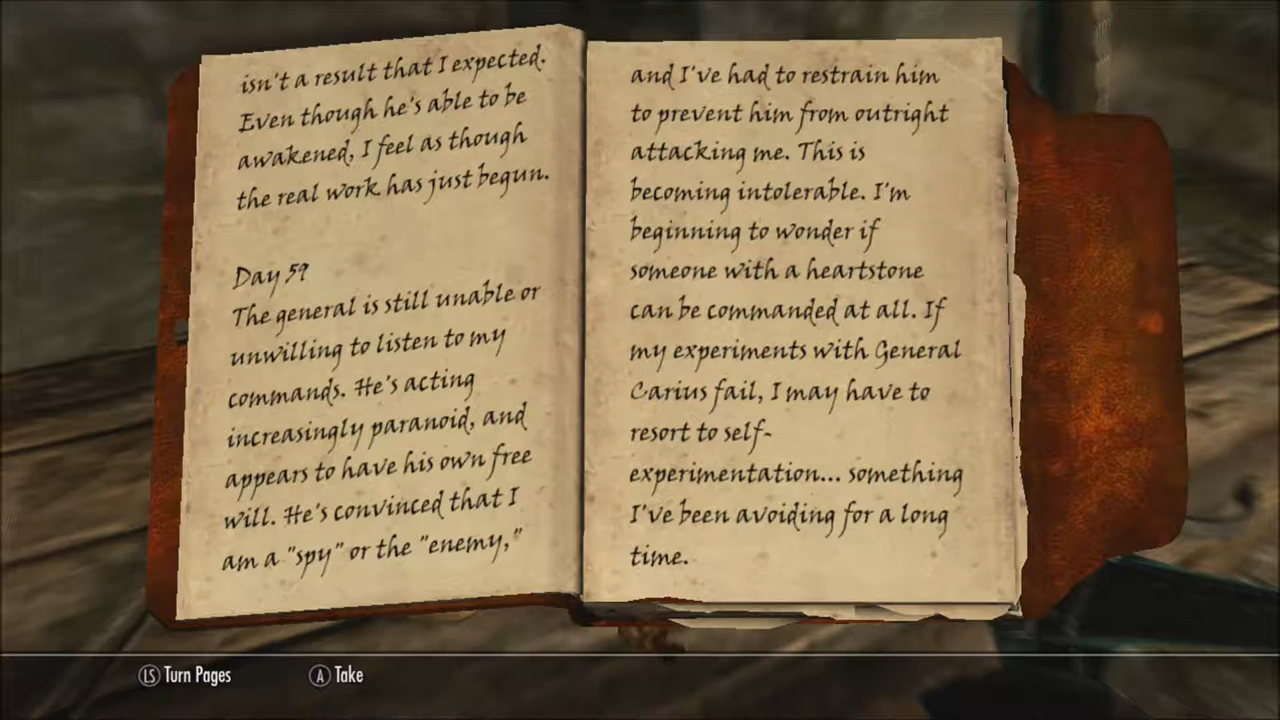 isn't a result that I expected.
Even though he's able to be
awakened, I feel as though
the real work has just begun.
Day 59
The general is still unable or
unwilling to listen to my
commands. He's acting
increasingly paranoid, and
appears to have his own free
will. He's convinced that I
am a "spy" or the "enemy,"
and I've had to restrain him
to prevent him from outright
attacking me. This is
becoming intolerable. I'm
beginning to wonder if
someone with a heartstone
can be commanded at all. If
my experiments with General
Carius fail, I may have to
resort to self-
experimentation... something
I've been avoiding for a long
time.
LS Turn Pages
A Take